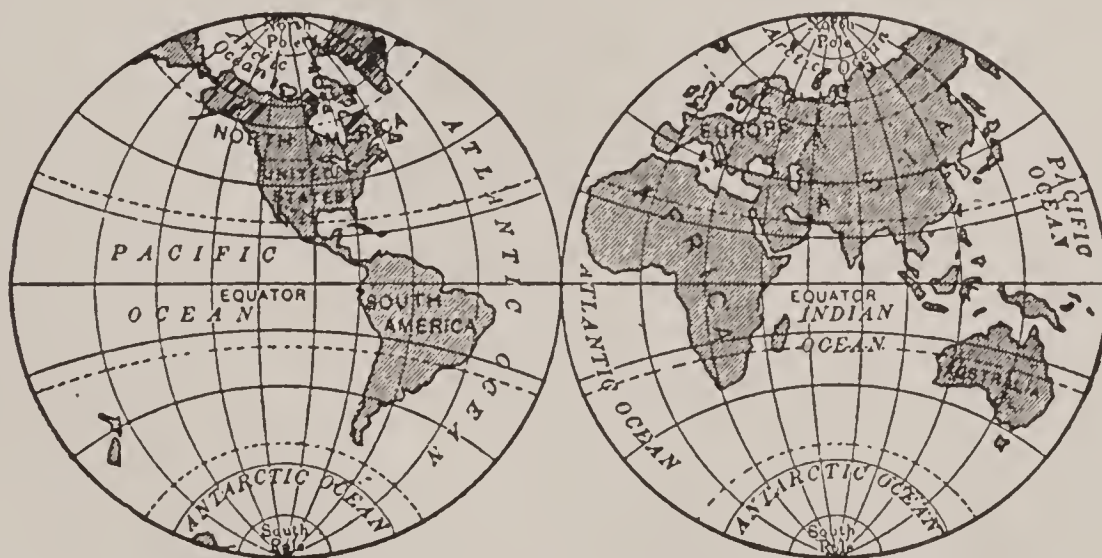 North Pole
Arctic Ocean
NORTH AMERICA
UNITED STATES
ATLANTIC OCEAN
PACIFIC OCEAN
EQUATOR
SOUTH AMERICA
ANTARCTIC OCEAN
South Pole
North Pole
Arctic Ocean
EUROPE
ASIA
AFRICA
PACIFIC OCEAN
ATLANTIC OCEAN
EQUATOR
INDIAN OCEAN
AUSTRALIA
ANTARCTIC OCEAN
South Pole